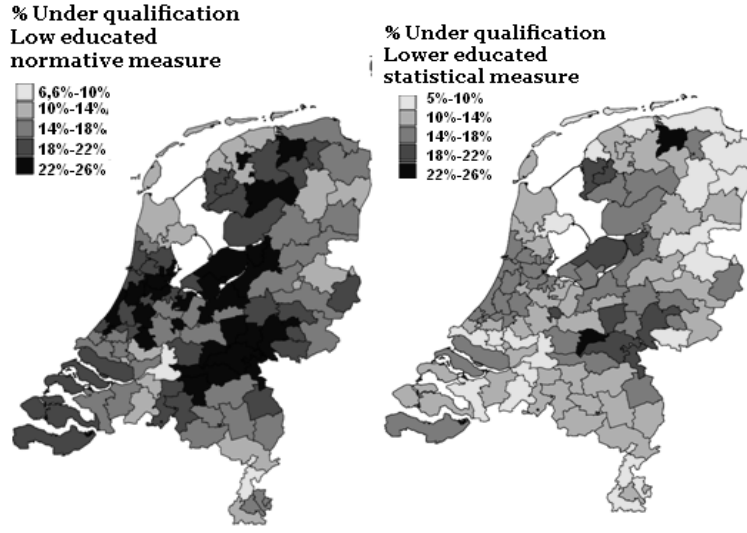 % Under qualification
Low educated
normative measure
6,6%-10%
10%-14%
14%-18%
18%-22%
22%-26%
% Under qualification
Lower educated
statistical measure
5%-10%
10%-14%
14%-18%
18%-22%
22%-26%